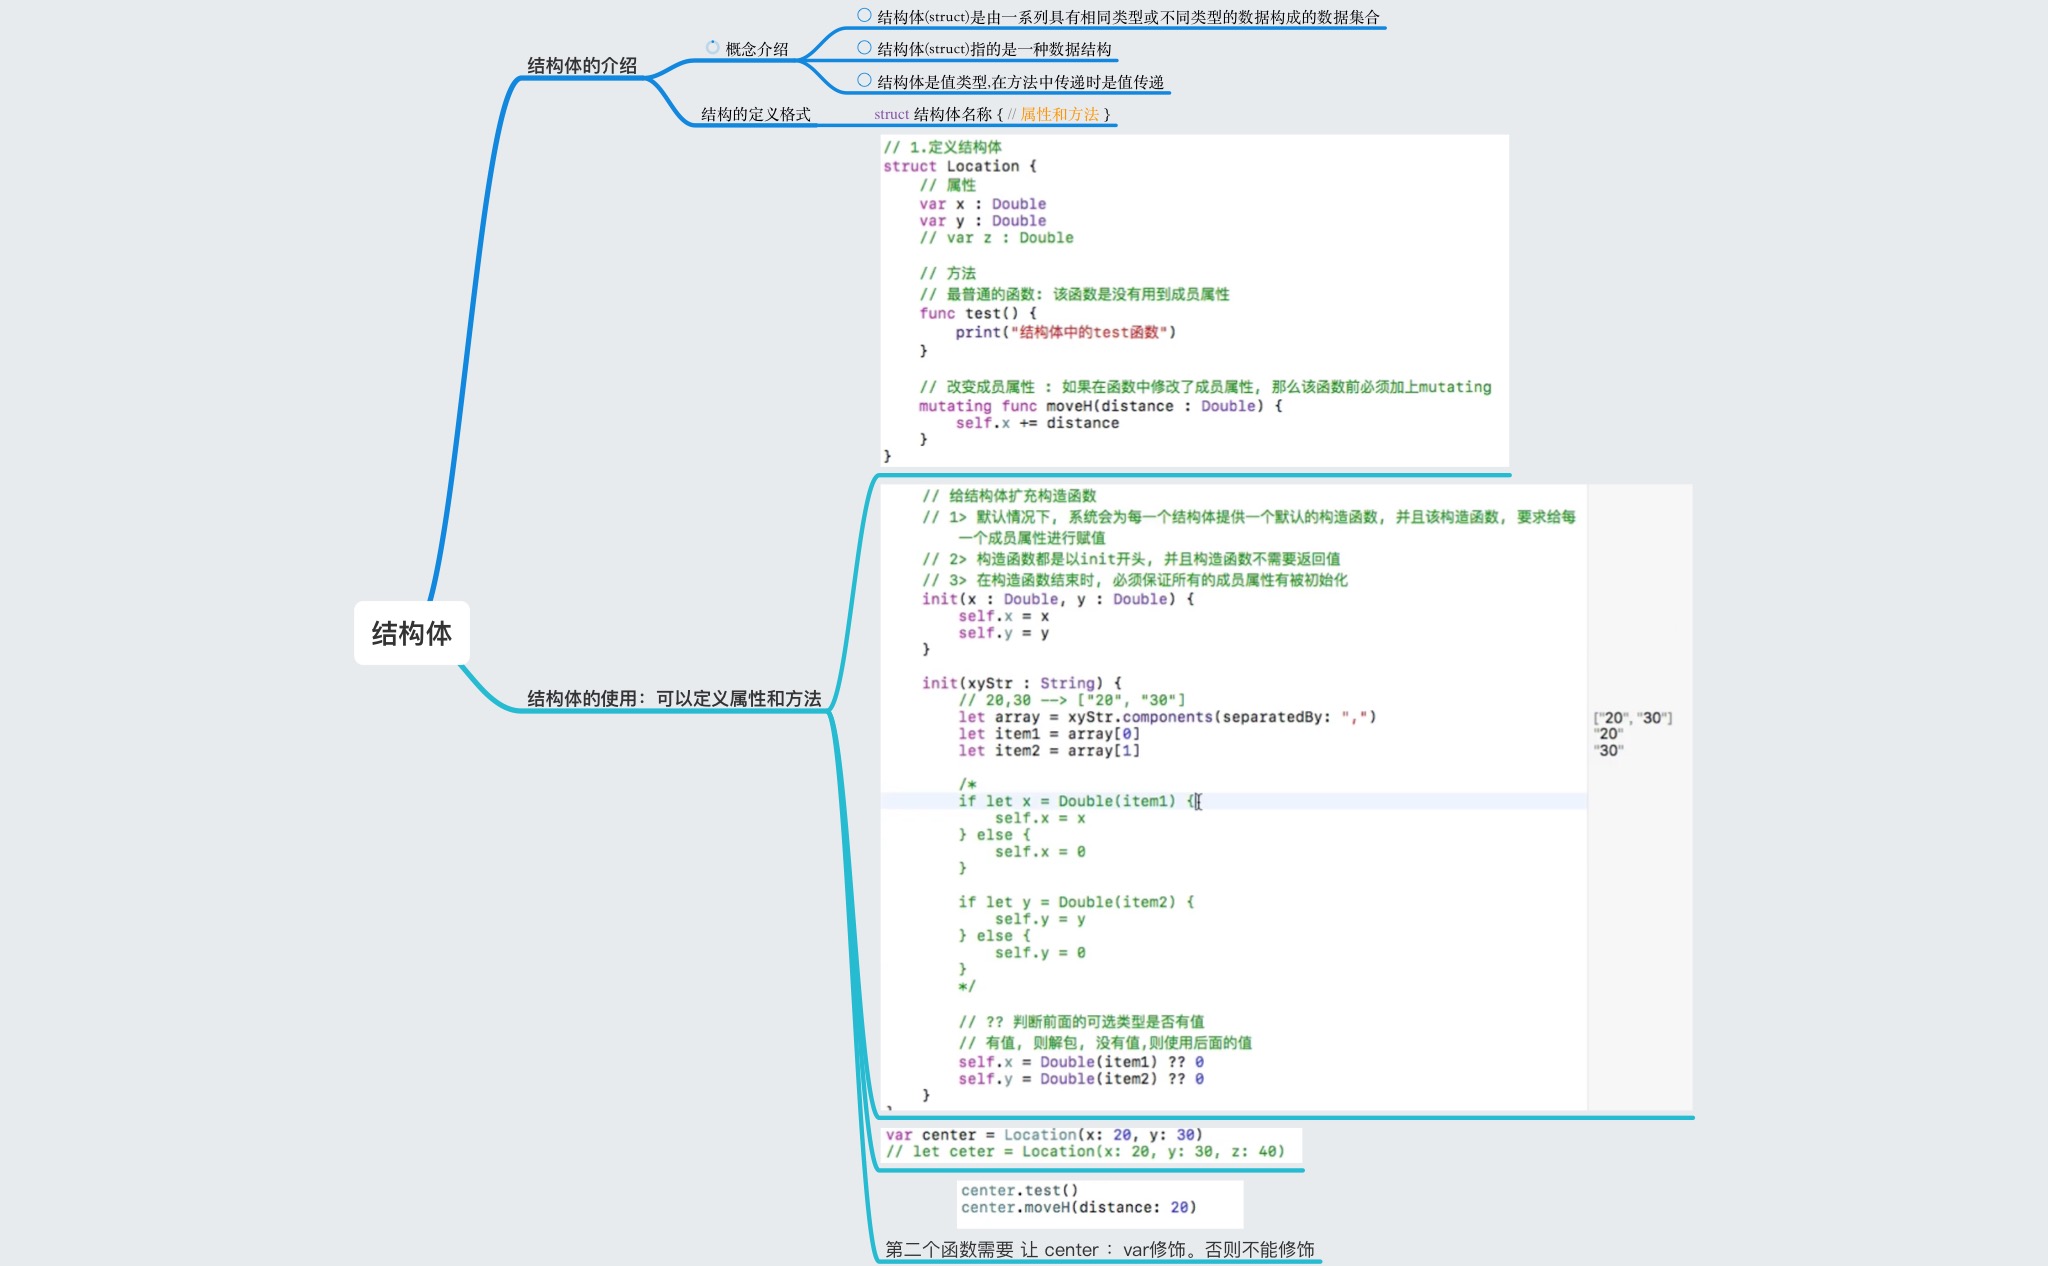 结构体
结构体的介绍
概念介绍
结构体(struct)是由一系列具有相同类型或不同类型的数据构成的数据集合
结构体(struct)指的是一种数据结构
结构体是值类型,在方法中传递时是值传递
结构的定义格式
struct 结构体名称 { // 属性和方法 }
结构体的使用：可以定义属性和方法
// 1.定义结构体
struct Location {
// 属性
var x : Double
var y : Double
// var z : Double
// 方法
// 最普通的函数: 该函数是没有用到成员属性
func test() {
print("结构体中的test函数")
}
// 改变成员属性 : 如果在函数中修改了成员属性, 那么该函数前必须加上mutating
mutating func moveH(distance : Double) {
self.x += distance
}
}
// 给结构体扩充构造函数
// 1> 默认情况下, 系统会为每一个结构体提供一个默认的构造函数, 并且该构造函数, 要求给每
一个成员属性进行赋值
// 2> 构造函数都是以init开头, 并且构造函数不需要返回值
// 3> 在构造函数结束时, 必须保证所有的成员属性有被初始化
init(x : Double, y : Double) {
self.x = x
self.y = y
}
init(xyStr : String) {
// 20,30 --> ["20", "30"]
let array = xyStr.components(separatedBy: ",")
["20", "30"]
let item1 = array[0]
"20"
let item2 = array[1]
"30"
/*
if let x = Double(item1) {
self.x = x
} else {
self.x = 0
}
if let y = Double(item2) {
self.y = y
} else {
self.y = 0
}
*/
// ?? 判断前面的可选类型是否有值
// 有值, 则解包, 没有值,则使用后面的值
self.x = Double(item1) ?? 0
self.y = Double(item2) ?? 0
}
var center = Location(x: 20, y: 30)
// let ceter = Location(x: 20, y: 30, z: 40)
center.test()
center.moveH(distance: 20)
第二个函数需要 让 center ：var修饰。否则不能修饰